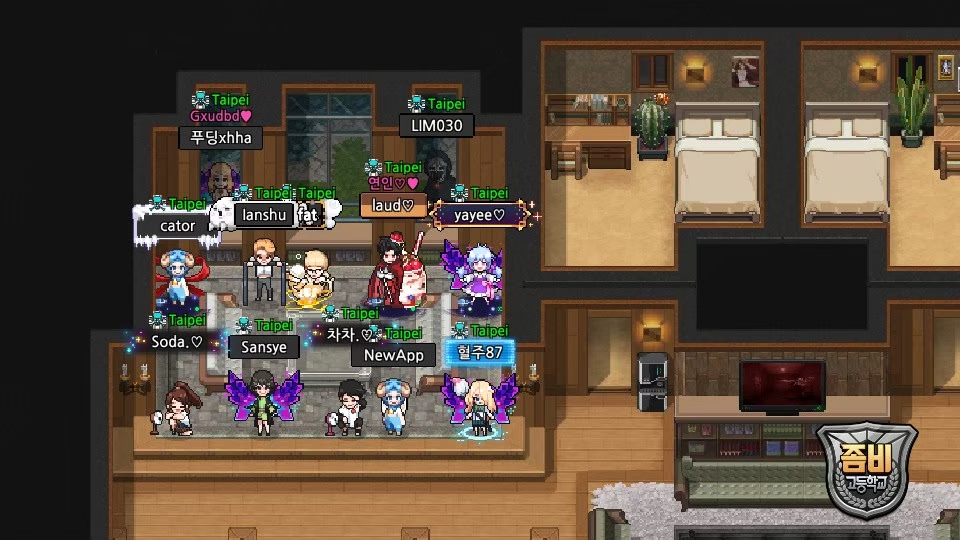 Taipei
Gxudbd♥
푸딩xhha
Taipei
LIM030
Taipei
연인♡♥
laud♡
Taipei
cator
Taipei
lanshu
Taipei
fat
Taipei
yayee♡
Taipei
Soda.♡
Taipei
Sansye
Taipei
차차.♡
Taipei
NewApp
Taipei
혈주87
좀비
고등학교